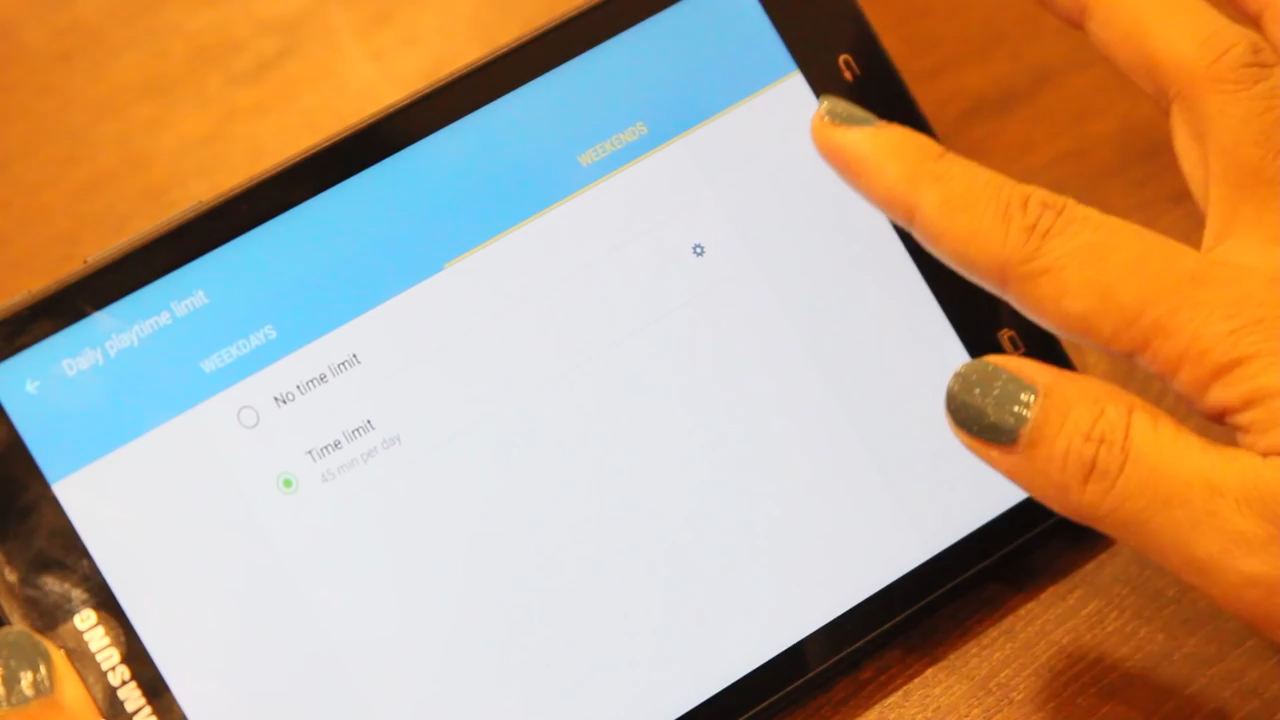 Daily playtime limit
WEEKDAYS
WEEKENDS
No time limit
Time limit
45 min per day
SAMSUNG